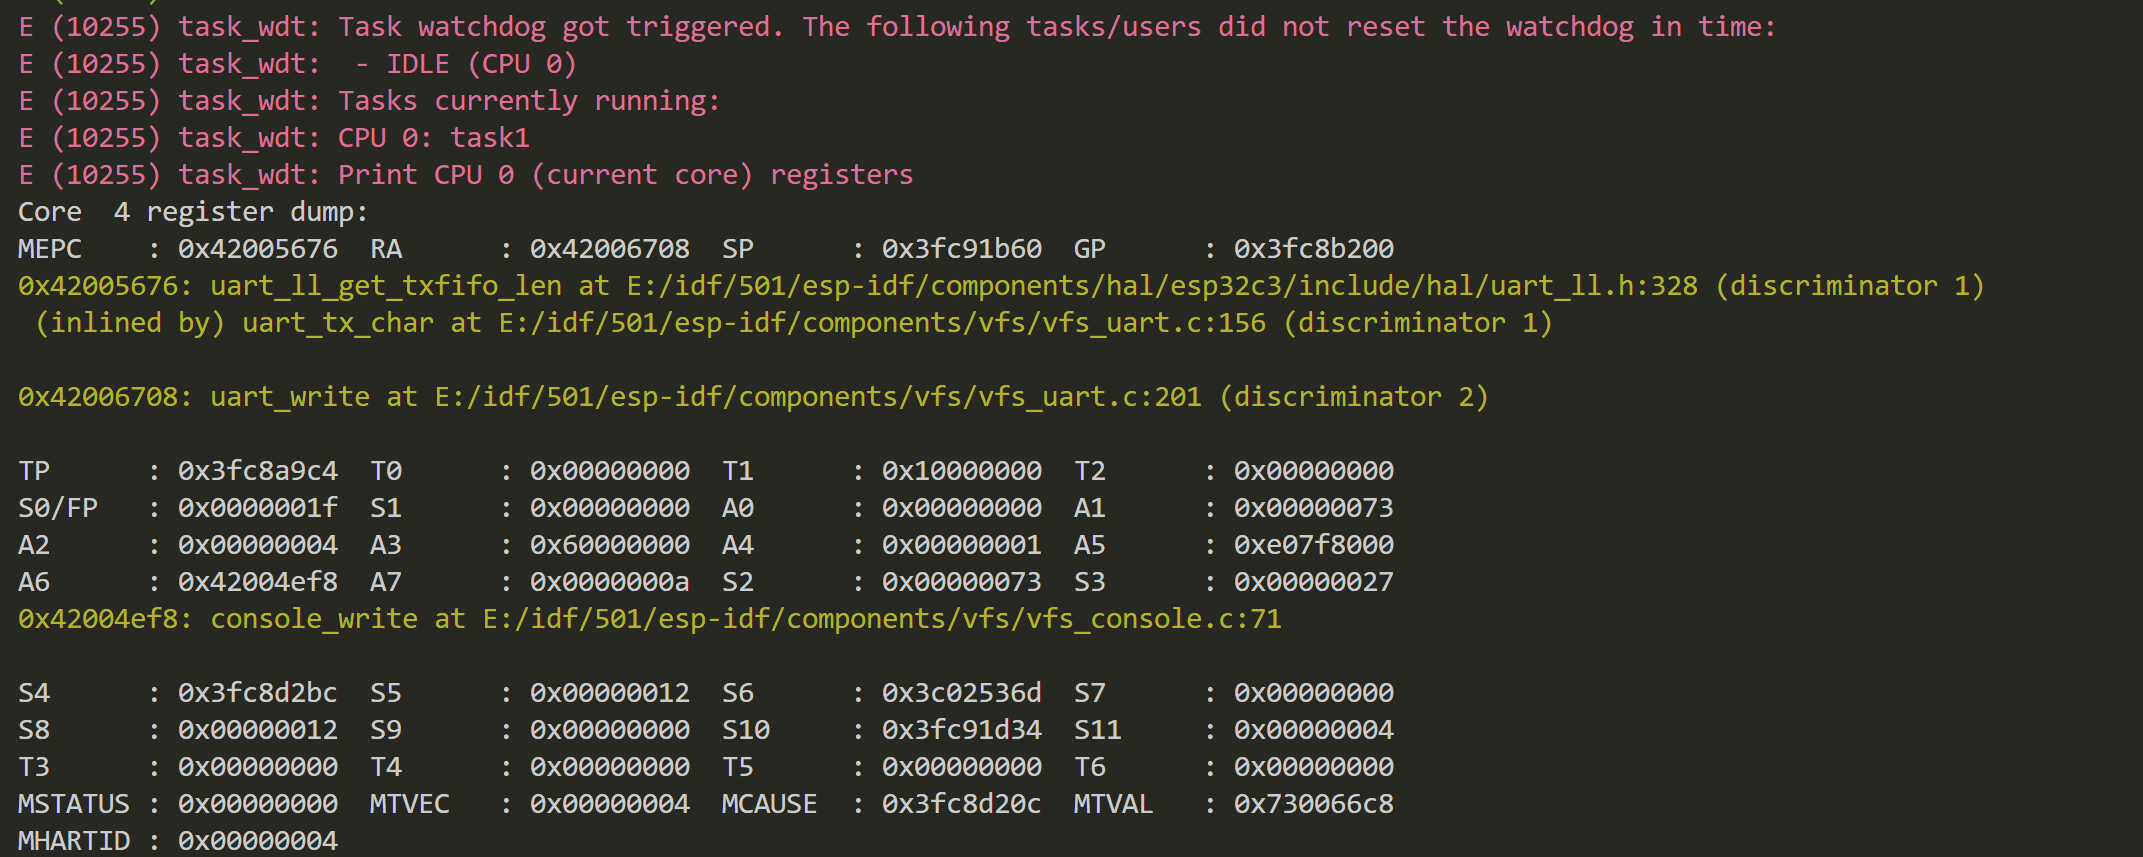 E (10255) task_wdt: Task watchdog got triggered. The following tasks/users did not reset the watchdog in time:
E (10255) task_wdt:  - IDLE (CPU 0)
E (10255) task_wdt: Tasks currently running:
E (10255) task_wdt: CPU 0: task1
E (10255) task_wdt: Print CPU 0 (current core) registers
Core  4 register dump:
MEPC    : 0x42005676  RA      : 0x42006708  SP      : 0x3fc91b60  GP      : 0x3fc8b200
0x42005676: uart_ll_get_txfifo_len at E:/idf/501/esp-idf/components/hal/esp32c3/include/hal/uart_ll.h:328 (discriminator 1)
 (inlined by) uart_tx_char at E:/idf/501/esp-idf/components/vfs/vfs_uart.c:156 (discriminator 1)
0x42006708: uart_write at E:/idf/501/esp-idf/components/vfs/vfs_uart.c:201 (discriminator 2)
TP      : 0x3fc8a9c4  T0      : 0x00000000  T1      : 0x10000000  T2      : 0x00000000
S0/FP   : 0x0000001f  S1      : 0x00000000  A0      : 0x00000000  A1      : 0x00000073
A2      : 0x00000004  A3      : 0x60000000  A4      : 0x00000001  A5      : 0xe07f8000
A6      : 0x42004ef8  A7      : 0x0000000a  S2      : 0x00000073  S3      : 0x00000027
0x42004ef8: console_write at E:/idf/501/esp-idf/components/vfs/vfs_console.c:71
S4      : 0x3fc8d2bc  S5      : 0x00000012  S6      : 0x3c02536d  S7      : 0x00000000
S8      : 0x00000012  S9      : 0x00000000  S10     : 0x3fc91d34  S11     : 0x00000004
T3      : 0x00000000  T4      : 0x00000000  T5      : 0x00000000  T6      : 0x00000000
MSTATUS : 0x00000000  MTVEC   : 0x00000004  MCAUSE  : 0x3fc8d20c  MTVAL   : 0x730066c8
MHARTID : 0x00000004